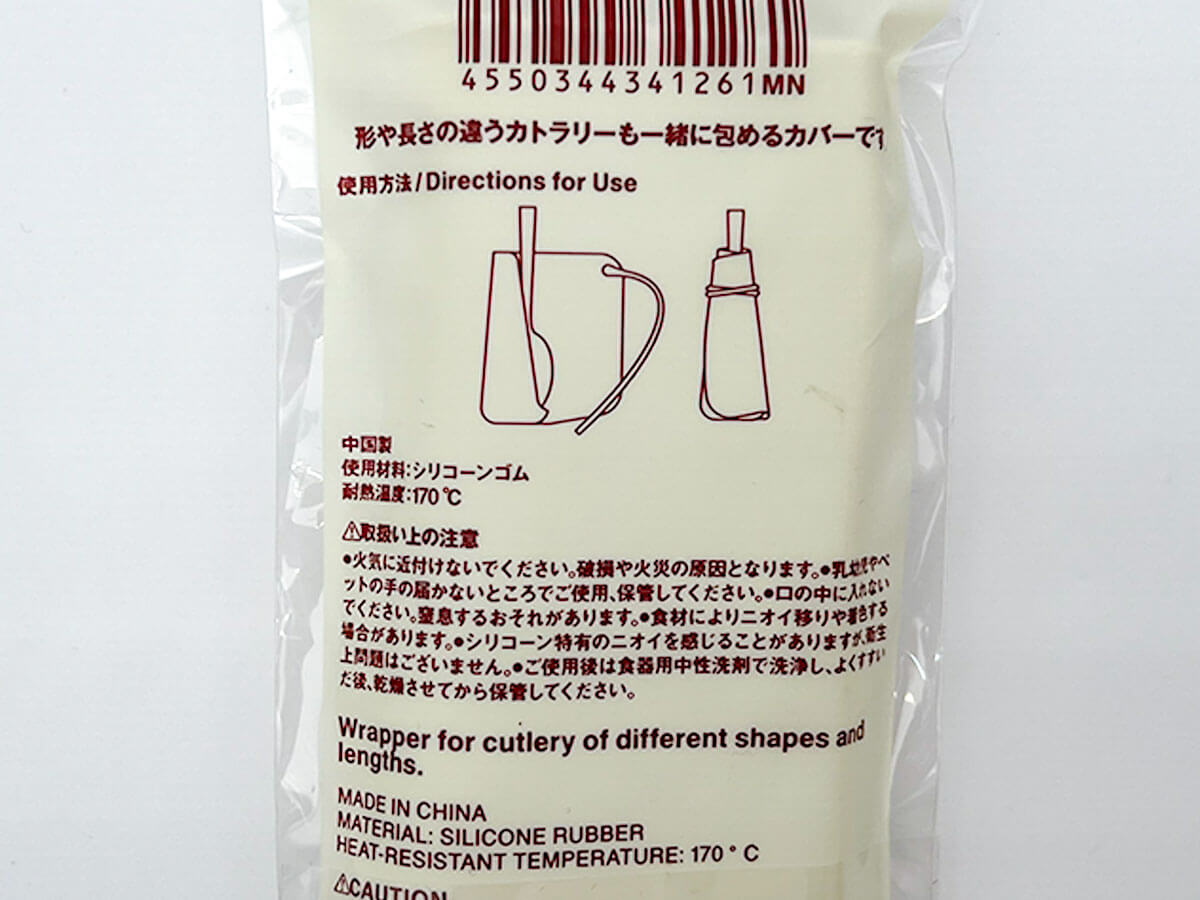 4550344341261MN
形や長さの違うカトラリーも一緒に包めるカバーです
使用方法/Directions for Use
中国製
使用材料:シリコーンゴム
耐熱温度:170℃
⚠取扱い上の注意
●火気に近付けないでください。破損や火災の原因となります。●乳幼児やペ
ットの手の届かないところでご使用、保管してください。●口の中に入れない
でください。窒息するおそれがあります。●食材によりニオイ移りや着色する
場合があります。●シリコーン特有のニオイを感じることがありますが、衛生
上問題はございません。●ご使用後は食器用中性洗剤で洗浄し、よくすすい
だ後、乾燥させてから保管してください。
Wrapper for cutlery of different shapes and
lengths.
MADE IN CHINA
MATERIAL: SILICONE RUBBER
HEAT-RESISTANT TEMPERATURE: 170 ° C
⚠CAUTION